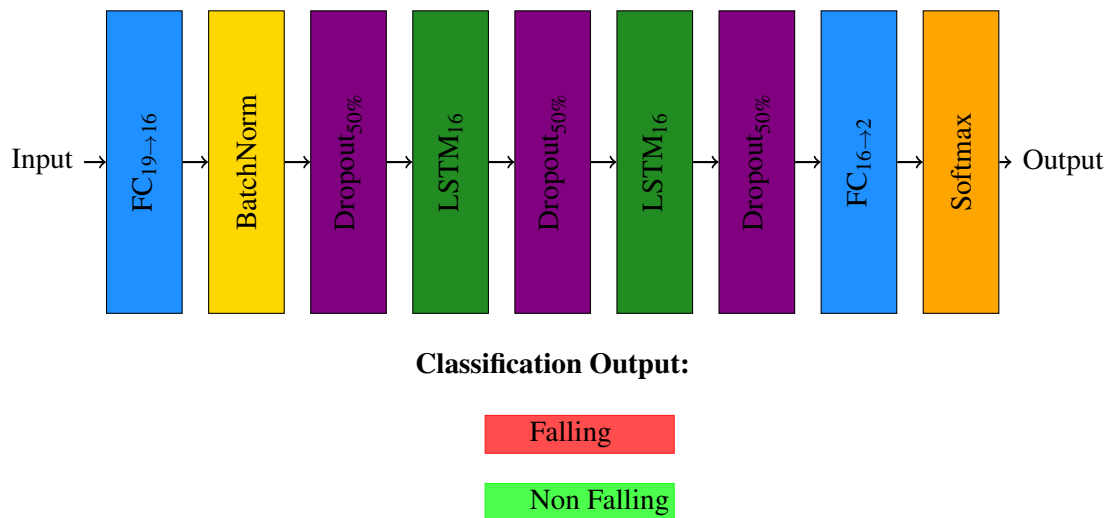 Input
FC19→16
BatchNorm
Dropout50%
LSTM16
Dropout50%
LSTM16
Dropout50%
FC16→2
Softmax
Output
Classification Output:
Falling
Non Falling